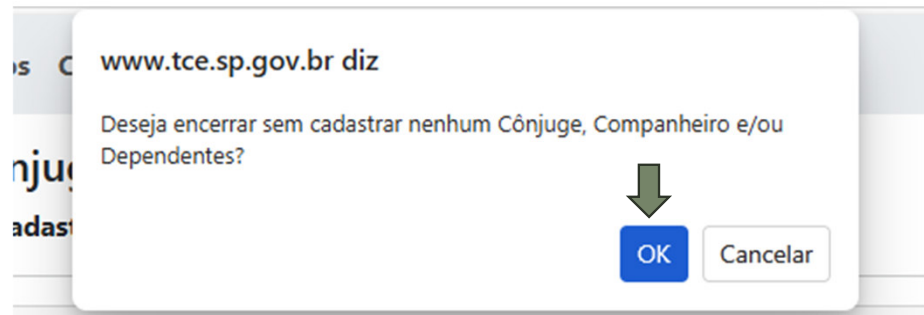 www.tce.sp.gov.br diz
Deseja encerrar sem cadastrar nenhum Cônjuge, Companheiro e/ou
Dependentes?
OK Cancelar